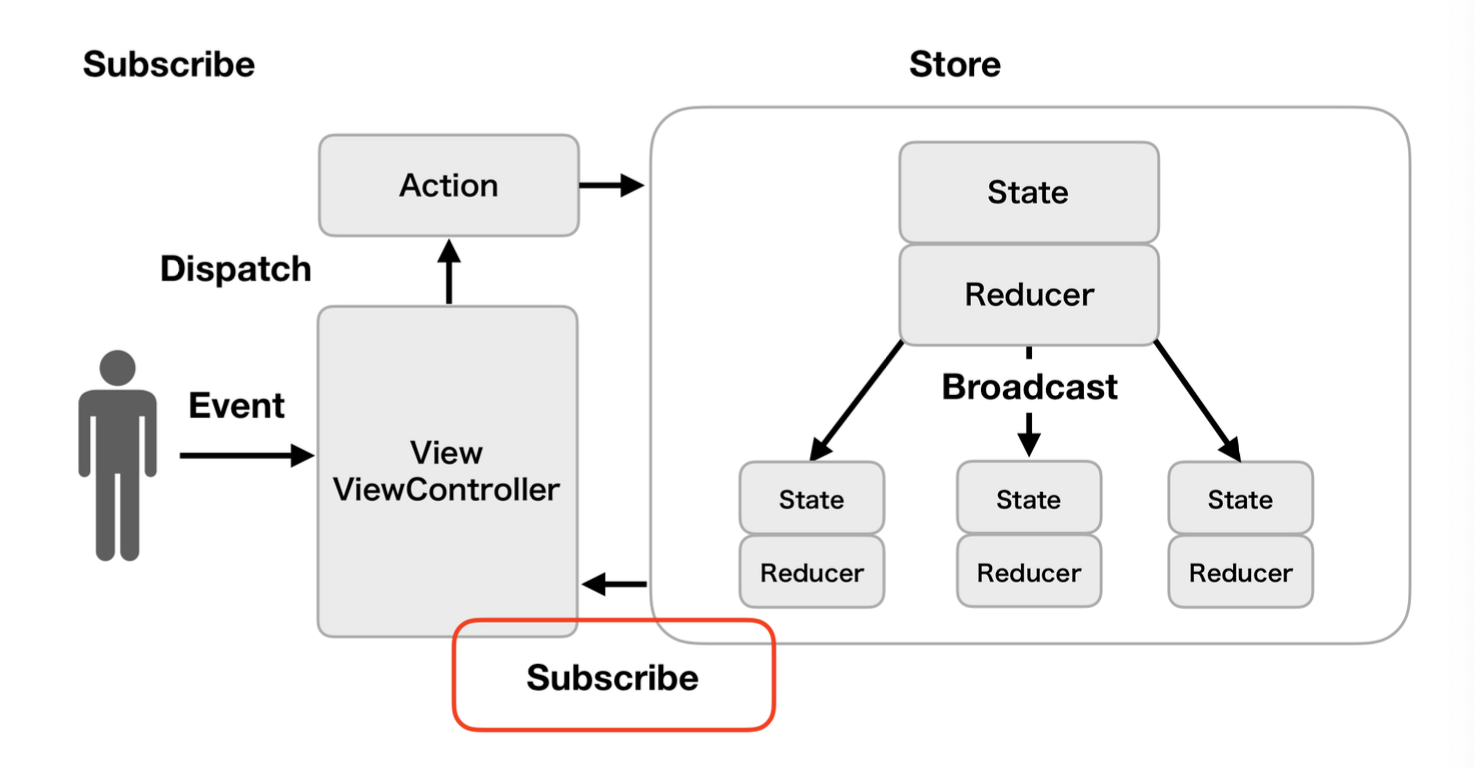 Subscribe
Store
Action
State
Dispatch
Reducer
Event
Broadcast
View
ViewController
State
State
State
Reducer
Reducer
Reducer
Subscribe